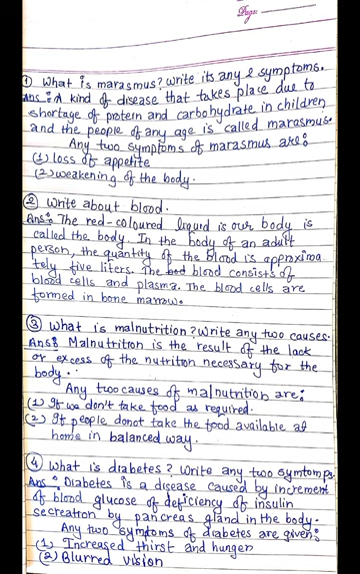 Page:
① What is marasmus? Write its any 2 symptoms.
Ans: A kind of disease that takes place due to
shortage of protein and carbohydrate in children
and the people of any age is called marasmus.
Any two symptoms of marasmus are:
(1) loss of appetite
(2) weakening of the body.
② Write about blood.
Ans: The red-coloured liquid is our body is
called the body. In the body of an adult
person, the quantity of the blood is approxima
tely five liters. The blood consists of
blood cells and plasma. The blood cells are
formed in bone marrow.
③ What is malnutrition? Write any two causes.
Ans: Malnutrition is the result of the lack
or excess of the nutrition necessary for the
body.
Any two causes of malnutrition are:
(1) If we don't take food as required.
(2) If people donot take the food available at
home in balanced way.
④ What is diabetes? Write any two symtomps.
Ans: Diabetes is a disease caused by increment
of blood glucose of deficiency of insulin
secreation by pancreas gland in the body.
Any two symptoms of diabetes are given:
(1) Increased thirst and hunger
(2) Blurred vision